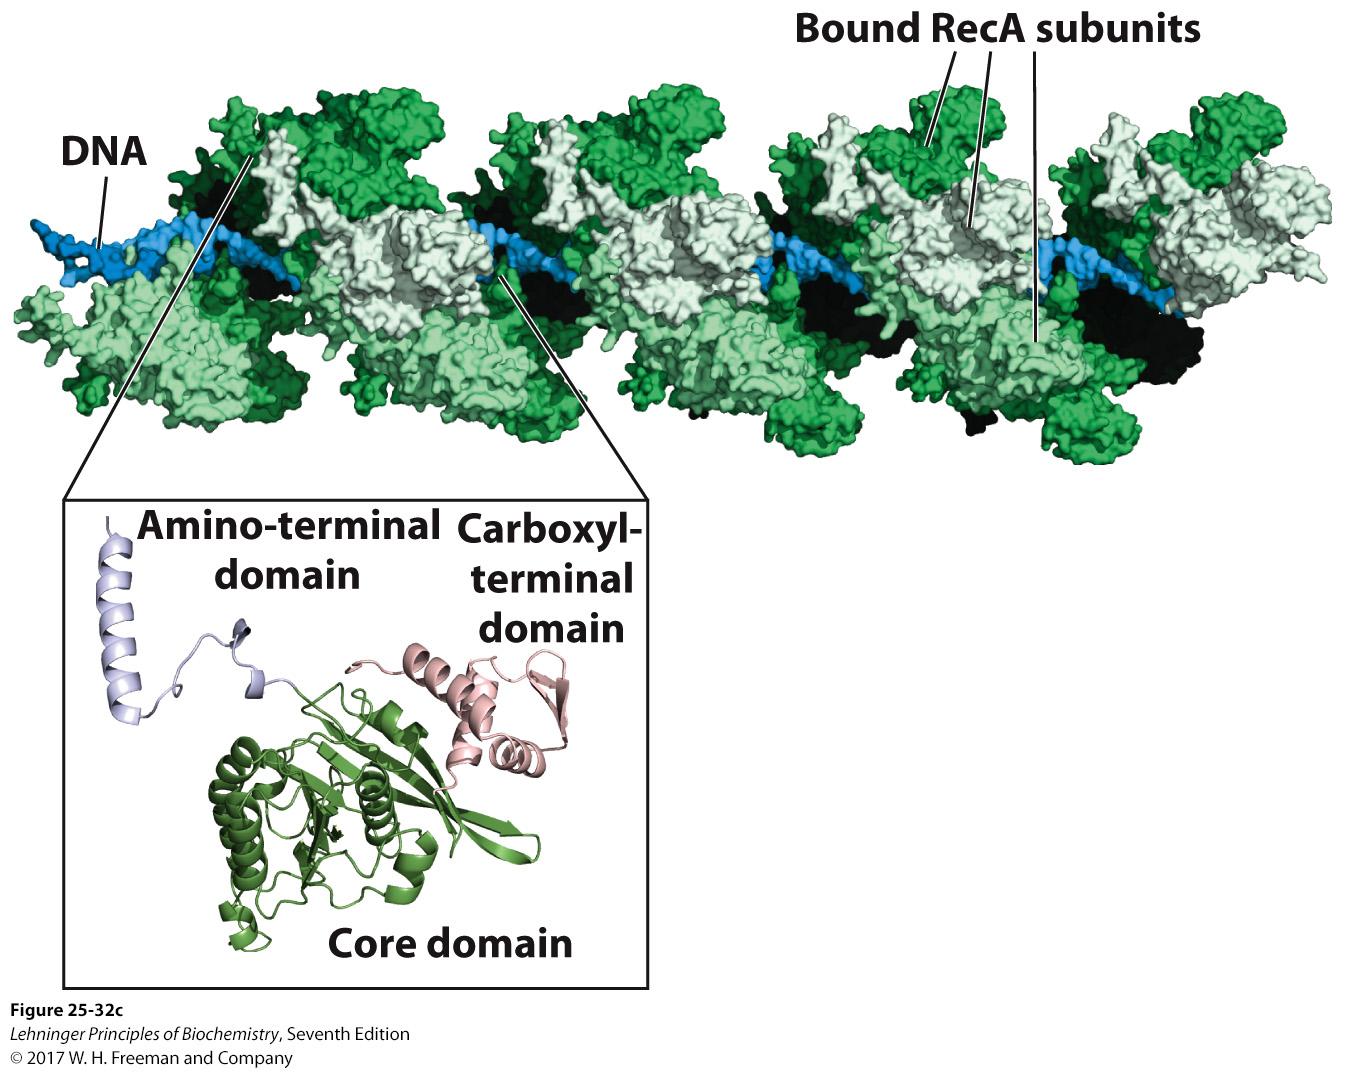 Bound RecA subunits
DNA
Amino-terminal
domain
Carboxyl-
terminal
domain
Core domain
Figure 25-32c
Lehninger Principles of Biochemistry, Seventh Edition
© 2017 W. H. Freeman and Company